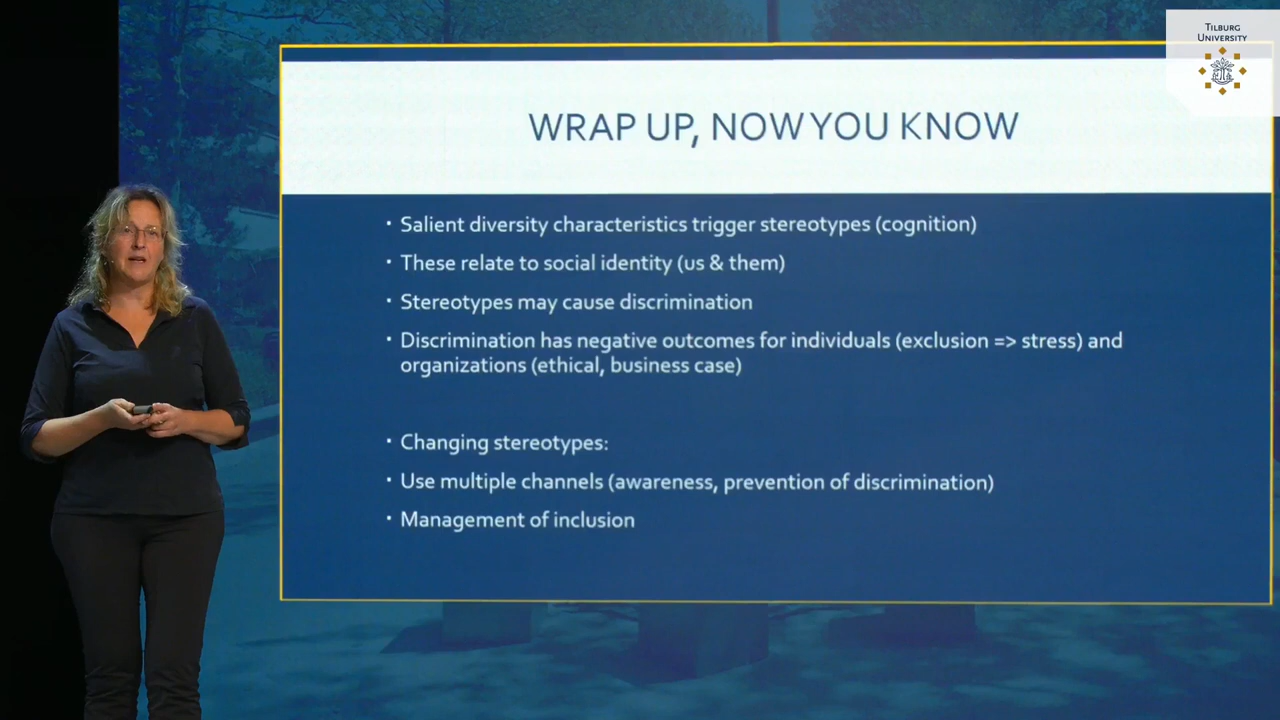 TILBURG
UNIVERSITY
WRAP UP, NOW YOU KNOW
· Salient diversity characteristics trigger stereotypes (cognition)
· These relate to social identity (us & them)
· Stereotypes may cause discrimination
· Discrimination has negative outcomes for individuals (exclusion => stress) and
organizations (ethical, business case)
· Changing stereotypes:
· Use multiple channels (awareness, prevention of discrimination)
· Management of inclusion